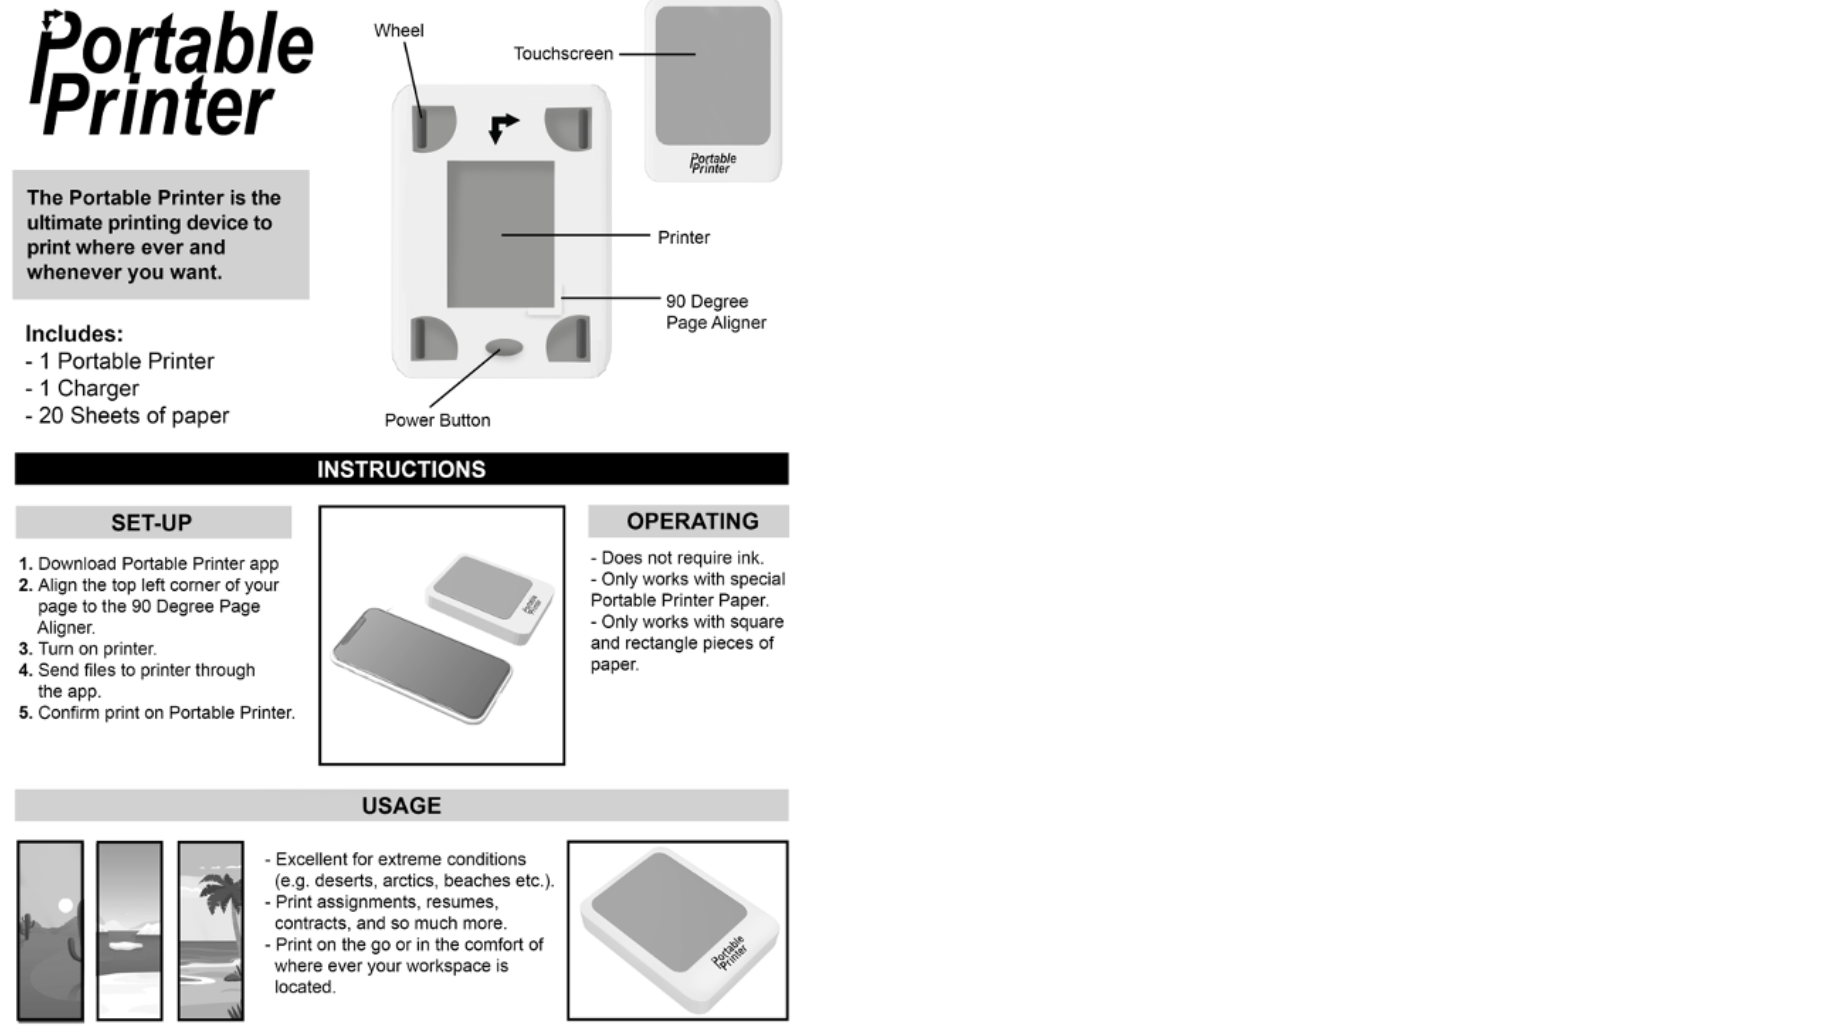 Portable
Printer
The Portable Printer is the
ultimate printing device to
print where ever and
whenever you want.
Includes:
- 1 Portable Printer
- 1 Charger
- 20 Sheets of paper
Wheel
Touchscreen
Portable
Printer
Printer
90 Degree
Page Aligner
Power Button
INSTRUCTIONS
SET-UP
1. Download Portable Printer app
2. Align the top left corner of your
page to the 90 Degree Page
Aligner.
3. Turn on printer.
4. Send files to printer through
the app.
5. Confirm print on Portable Printer.
Portable
Printer
OPERATING
- Does not require ink.
- Only works with special
Portable Printer Paper.
- Only works with square
and rectangle pieces of
paper.
USAGE
- Excellent for extreme conditions
(e.g. deserts, arctics, beaches etc.).
- Print assignments, resumes,
contracts, and so much more.
- Print on the go or in the comfort of
where ever your workspace is
located.
Portable
Printer